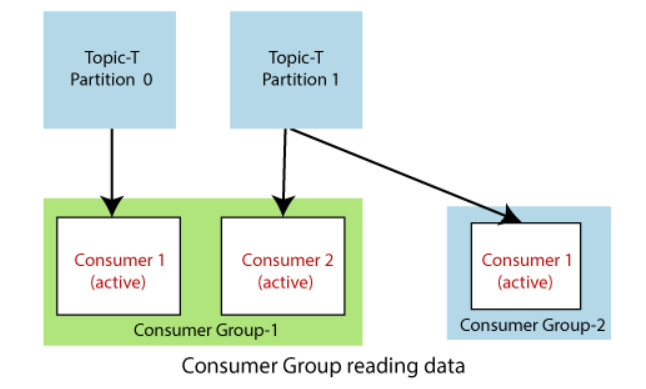 Topic-T
Partition 0
Topic-T
Partition 1
Consumer 1
(active)
Consumer 2
(active)
Consumer Group-1
Consumer 1
(active)
Consumer Group-2
Consumer Group reading data